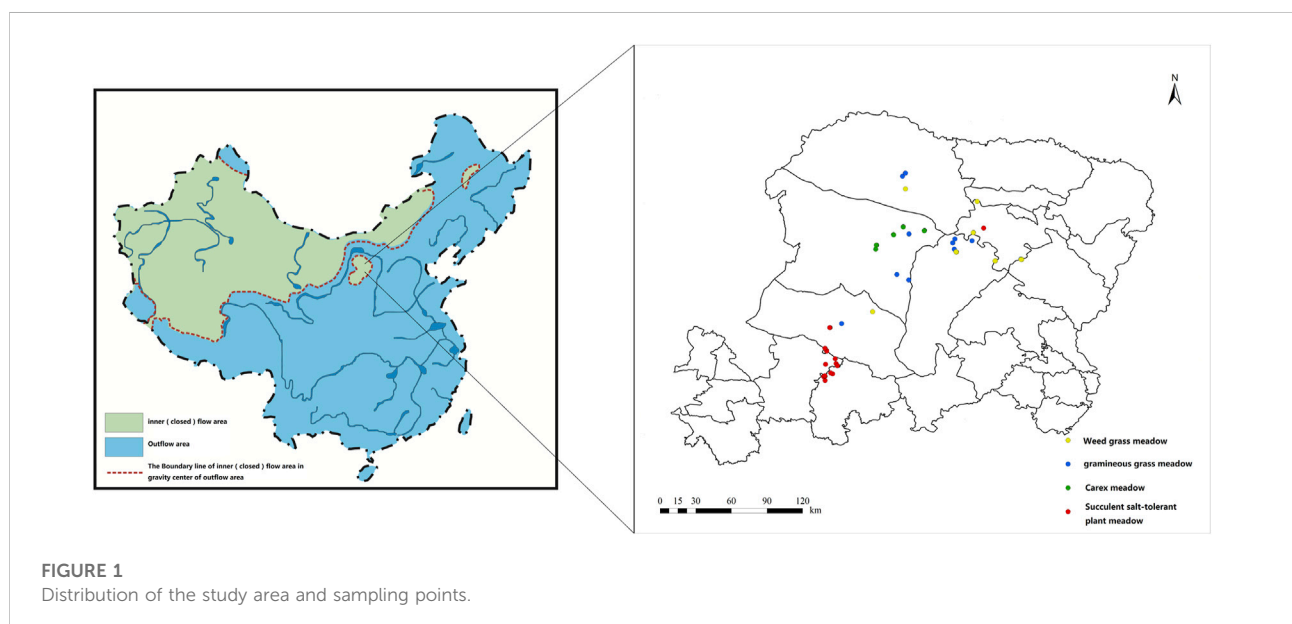 inner ( closed ) flow area
Outflow area
The Boundary line of inner ( closed ) flow area in
gravity center of outflow area
N
Weed grass meadow
gramineous grass meadow
Carex meadow
Succulent salt-tolerant
plant meadow
0 15 30 60 90 120
km
FIGURE 1
Distribution of the study area and sampling points.